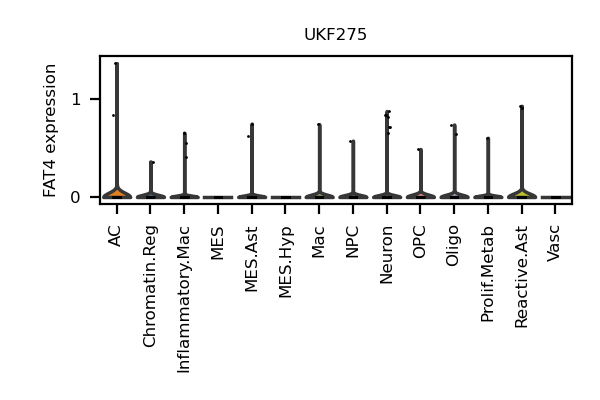 UKF275
FAT4 expression
1
0
AC
Chromatin.Reg
Inflammatory.Mac
MES
MES.Ast
MES.Hyp
Mac
NPC
Neuron
OPC
Oligo
Prolif.Metab
Reactive.Ast
Vasc